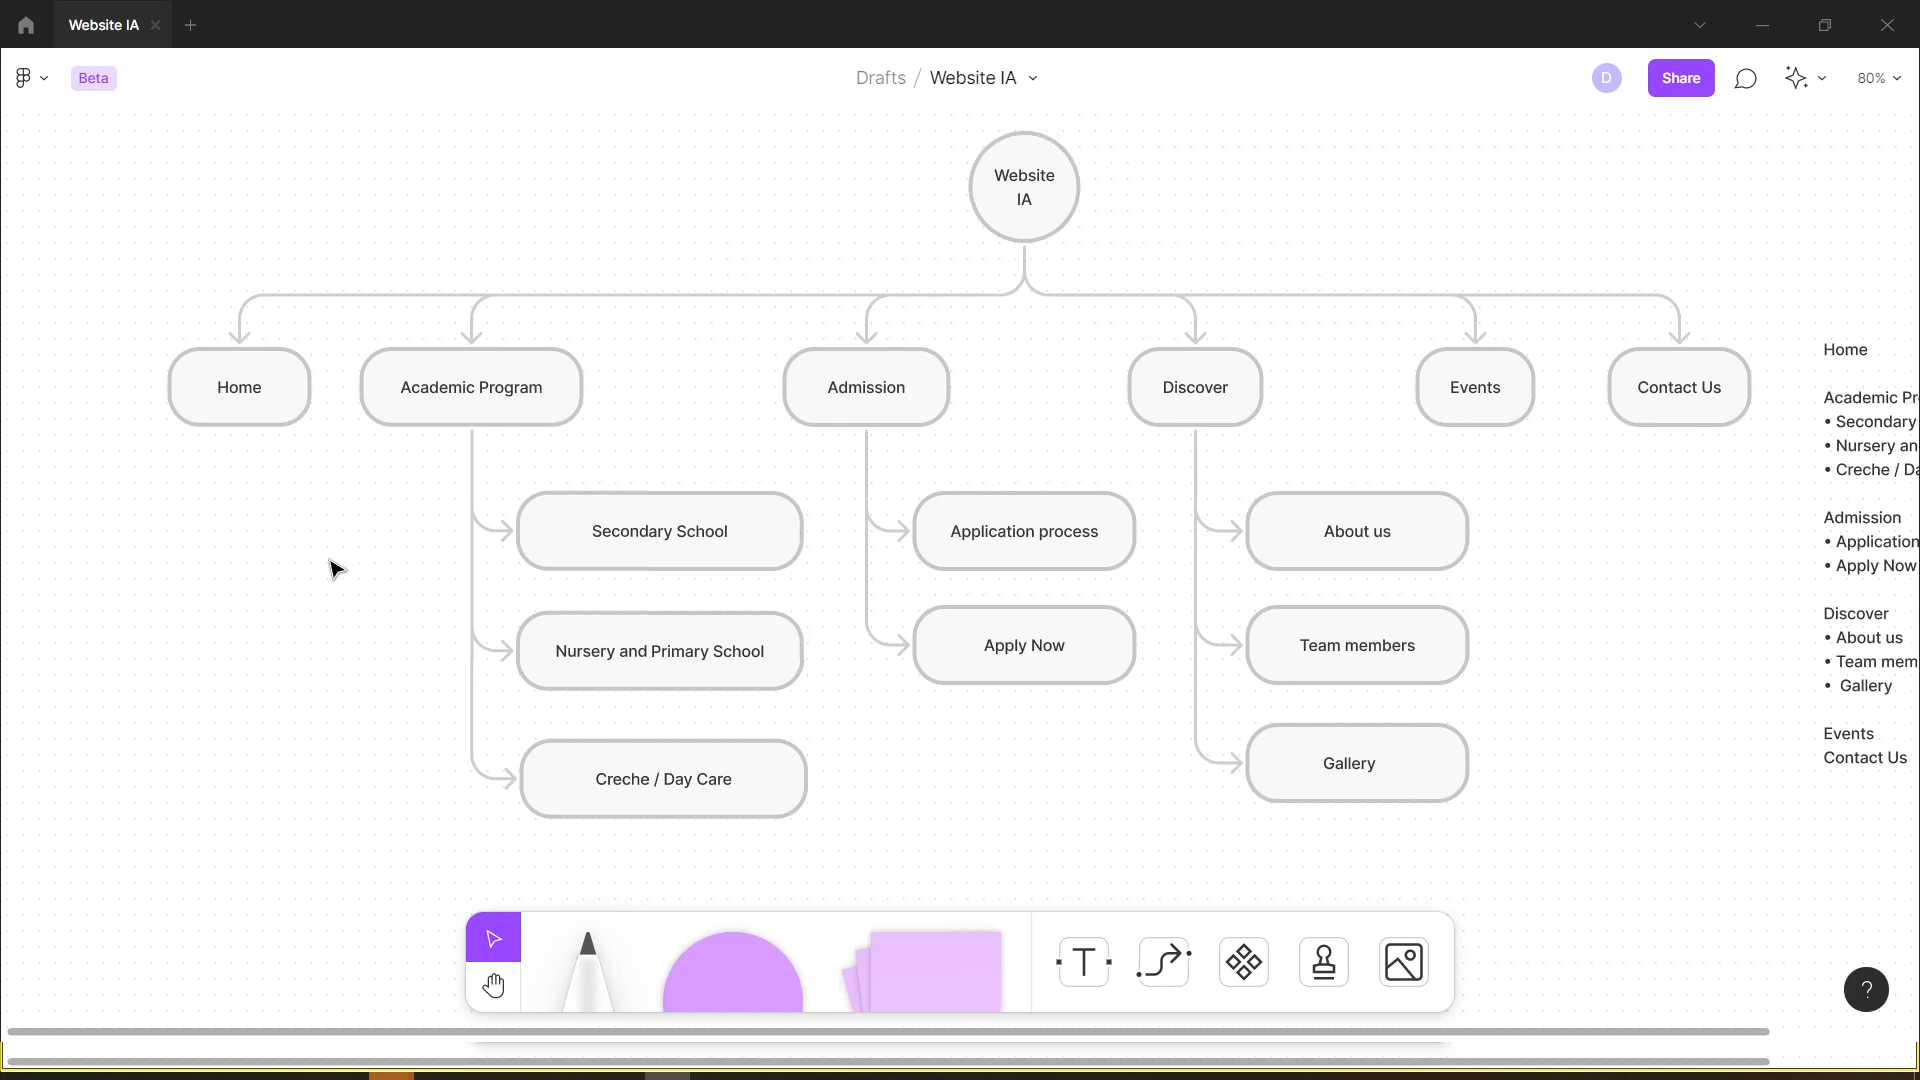 Website IA
Beta
Drafts / Website IA
D
Share
80%
Website
IA
Home
Academic Program
Admission
Discover
Events
Contact Us
Secondary School
Application process
About us
Nursery and Primary School
Apply Now
Team members
Creche / Day Care
Gallery
Home
Academic Pr
• Secondary
• Nursery an
• Creche / Da
Admission
• Application
• Apply Now
Discover
• About us
• Team mem
• Gallery
Events
Contact Us
T
?